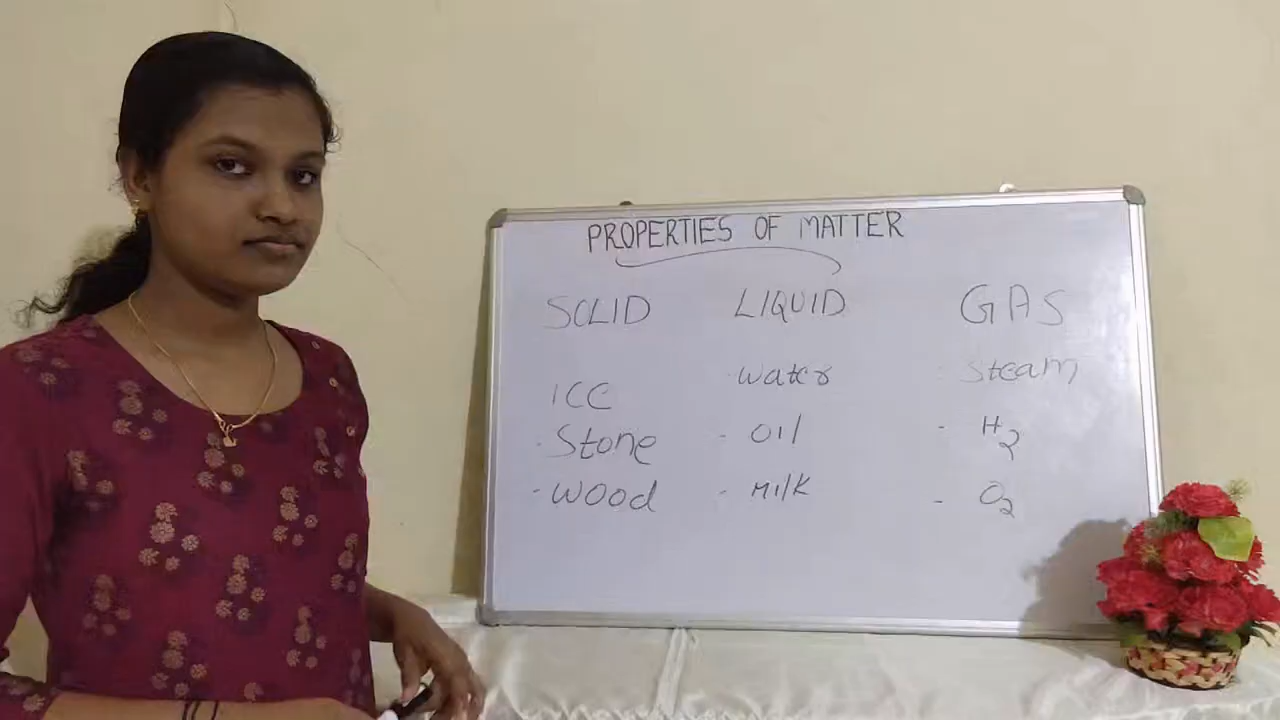 PROPERTIES OF MATTER
SOLID LIQUID GAS
ice - water - steam
- Stone - oil - H2
- wood - Milk - O2